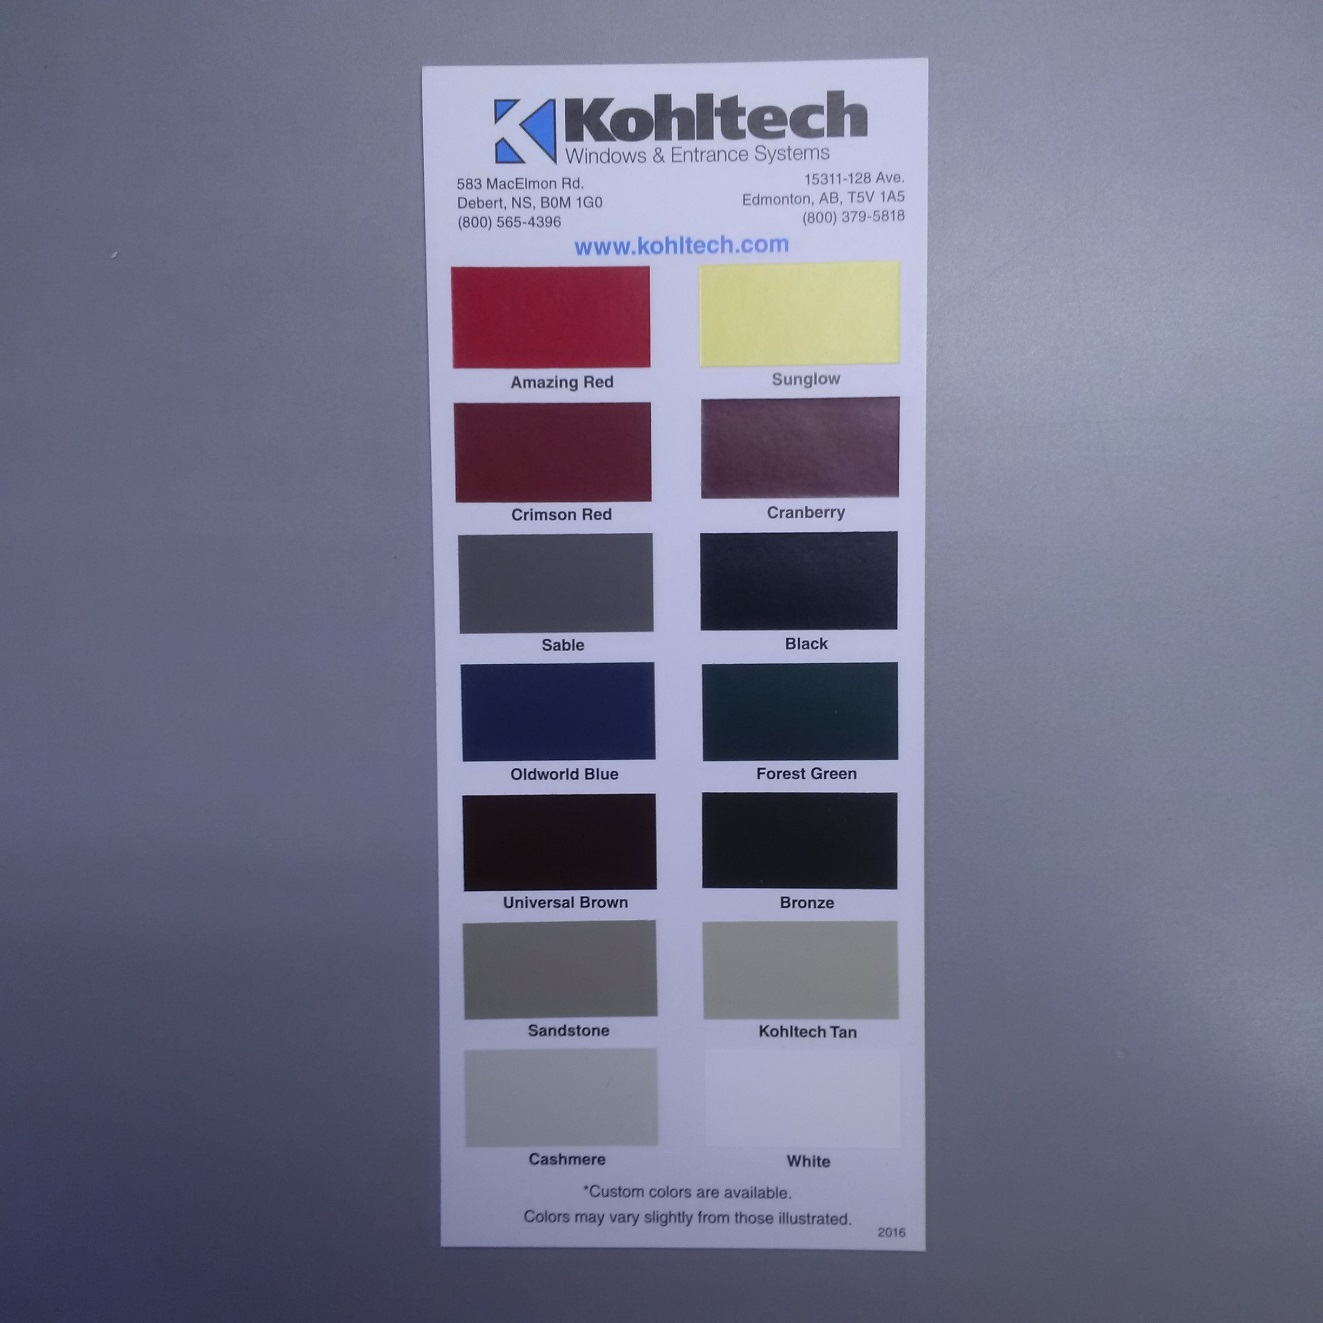 Kohltech
Windows & Entrance Systems
583 MacElmon Rd.
Debert, NS, B0M 1G0
(800) 565-4396
15311-128 Ave.
Edmonton, AB, T5V 1A5
(800) 379-5818
www.kohltech.com
Amazing Red
Sunglow
Crimson Red
Cranberry
Sable
Black
Oldworld Blue
Forest Green
Universal Brown
Bronze
Sandstone
Kohltech Tan
Cashmere
White
*Custom colors are available.
Colors may vary slightly from those illustrated.
2016